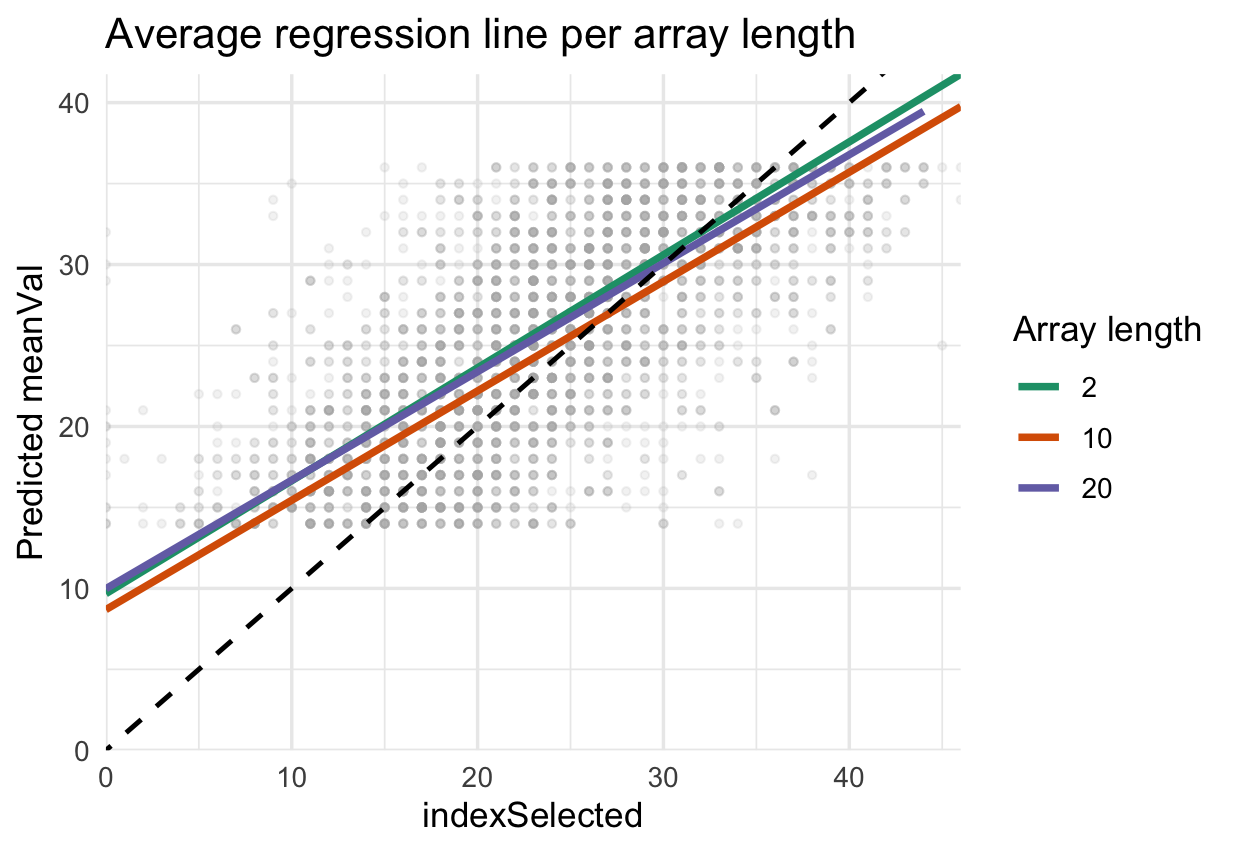 Average regression line per array length
Predicted meanVal
40
30
20
10
0
0 10 20 30 40
indexSelected
Array length
2
10
20